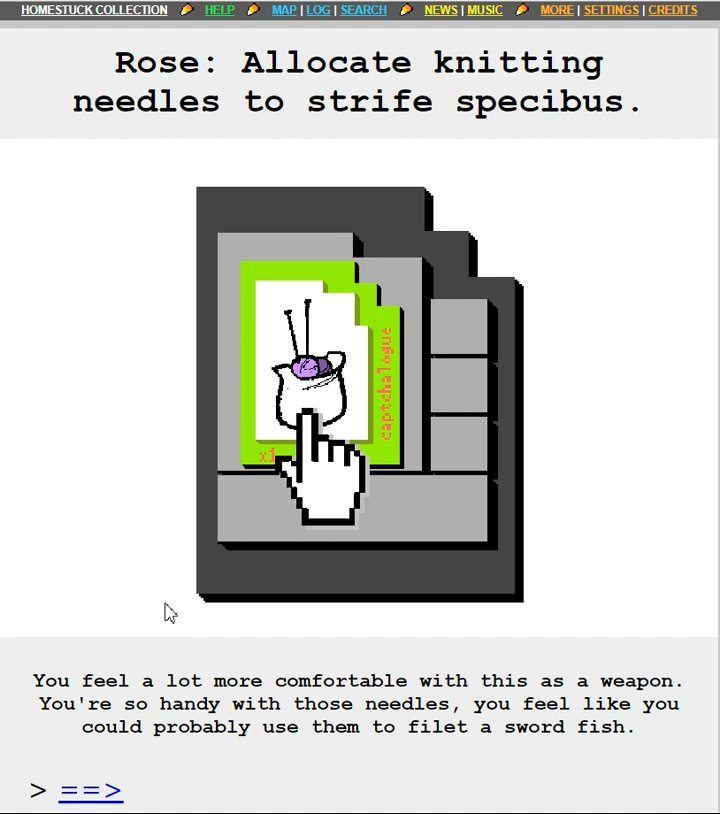 HOMESTUCK COLLECTION HELP MAP | LOG | SEARCH NEWS | MUSIC MORE | SETTINGS | CREDITS
Rose: Allocate knitting
needles to strife specibus.
captchalogue
x1
You feel a lot more comfortable with this as a weapon.
You're so handy with those needles, you feel like you
could probably use them to filet a sword fish.
> ==>